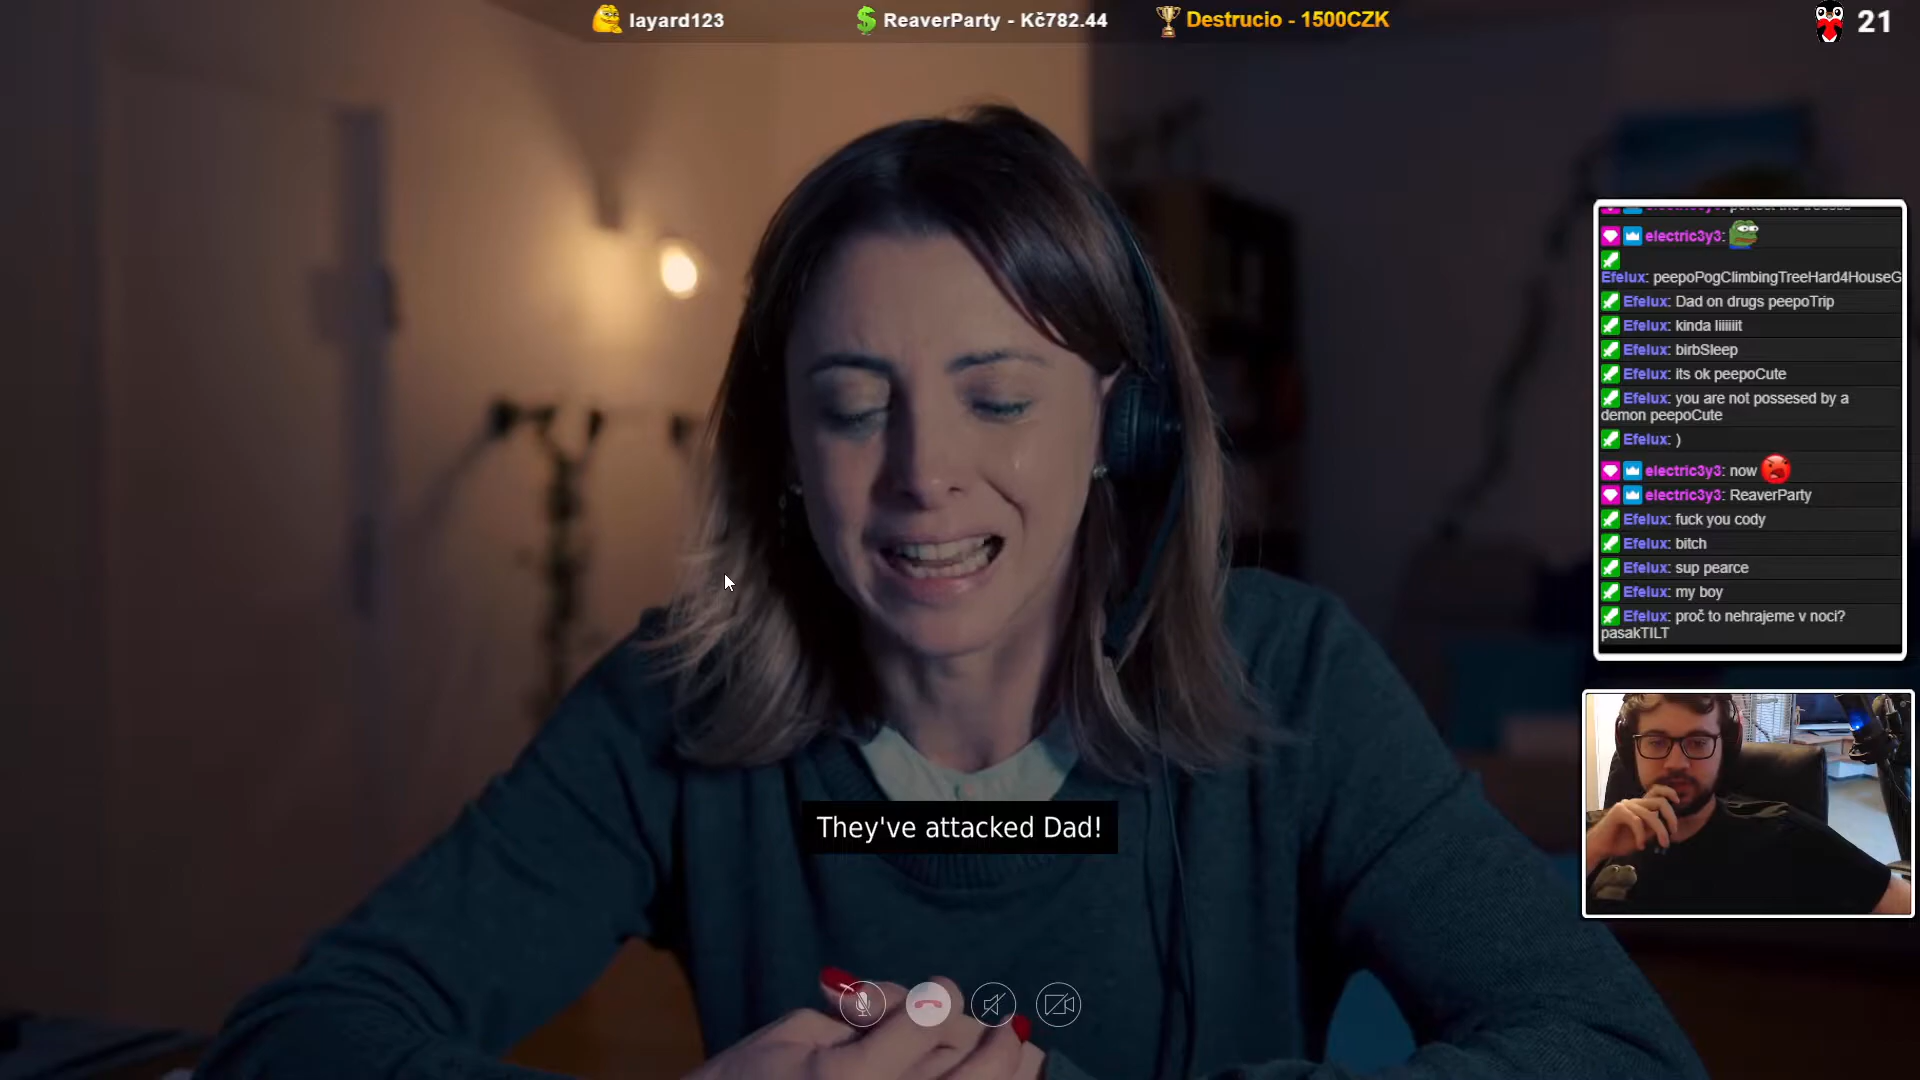 layard123
ReaverParty - Kč782.44
Destrucio - 1500CZK
21
electric3y3:
Efelux: peepoPogClimbingTreeHard4HouseG
Efelux: Dad on drugs peepoTrip
Efelux: kinda liiiiiit
Efelux: birbSleep
Efelux: its ok peepoCute
Efelux: you are not possesed by a
demon peepoCute
Efelux: )
electric3y3: now
electric3y3: ReaverParty
Efelux: fuck you cody
Efelux: bitch
Efelux: sup pearce
Efelux: my boy
Efelux: proč to nehrajeme v noci?
pasakTILT
They've attacked Dad!